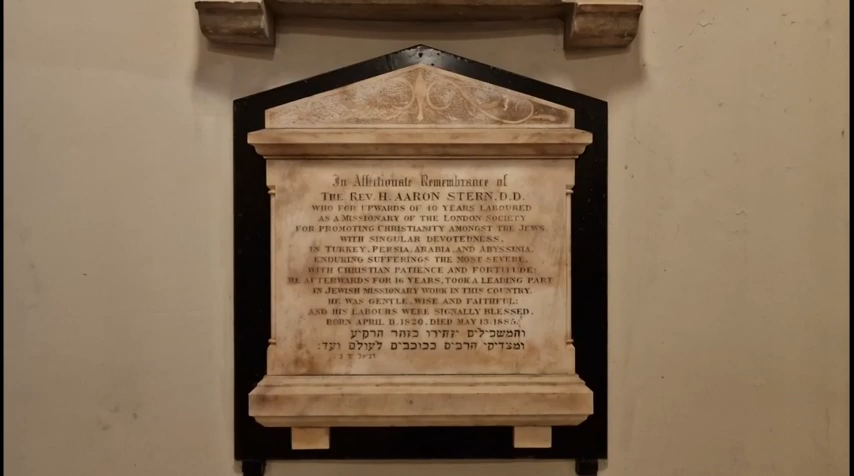 In Affectionate Remembrance of
THE REV. H. AARON STERN, D.D.
WHO FOR UPWARDS OF 40 YEARS LABOURED
AS A MISSIONARY OF THE LONDON SOCIETY
FOR PROMOTING CHRISTIANITY AMONGST THE JEWS
WITH SINGULAR DEVOTEDNESS,
IN TURKEY, PERSIA, ARABIA, AND ABYSSINIA,
ENDURING SUFFERINGS THE MOST SEVERE,
WITH CHRISTIAN PATIENCE AND FORTITUDE:
HE AFTERWARDS FOR 16 YEARS, TOOK A LEADING PART
IN JEWISH MISSIONARY WORK IN THIS COUNTRY.
HE WAS GENTLE, WISE AND FAITHFUL:
AND HIS LABOURS WERE SIGNALLY BLESSED.
BORN APRIL 11. 1820. DIED MAY 13. 1885.
והמשכילים יזהירו כזהר הרקיע
ומצדיקי הרבים ככוכבים לעולם ועד:
דניאל